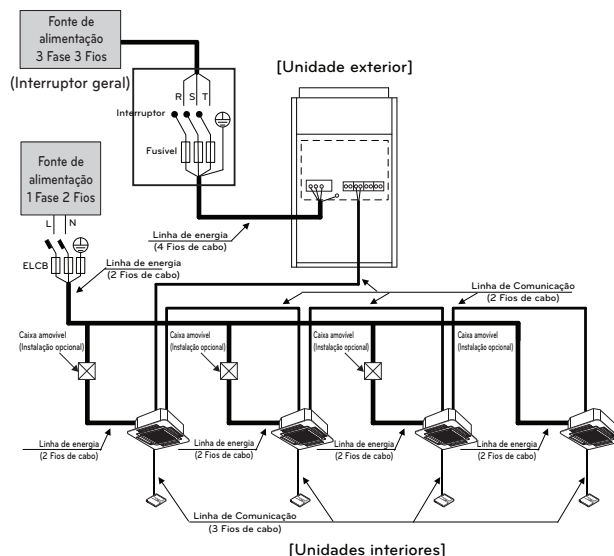 Fonte de
alimentação
3 Fase 3 Fios
(Interruptor geral)
[Unidade exterior]
R S T
Interruptor
Fusível
Fonte de
alimentação
1 Fase 2 Fios
L N
ELCB
Linha de energia
(4 Fios de cabo)
Linha de energia
(2 Fios de cabo)
Linha de Comunicação
(2 Fios de cabo)
Caixa amovível
(Instalação opcional)
Caixa amovível
(Instalação opcional)
Caixa amovível
(Instalação opcional)
Caixa amovível
(Instalação opcional)
Linha de energia
(2 Fios de cabo)
Linha de energia
(2 Fios de cabo)
Linha de energia
(2 Fios de cabo)
Linha de energia
(2 Fios de cabo)
Linha de Comunicação
(3 Fios de cabo)
[Unidades interiores]